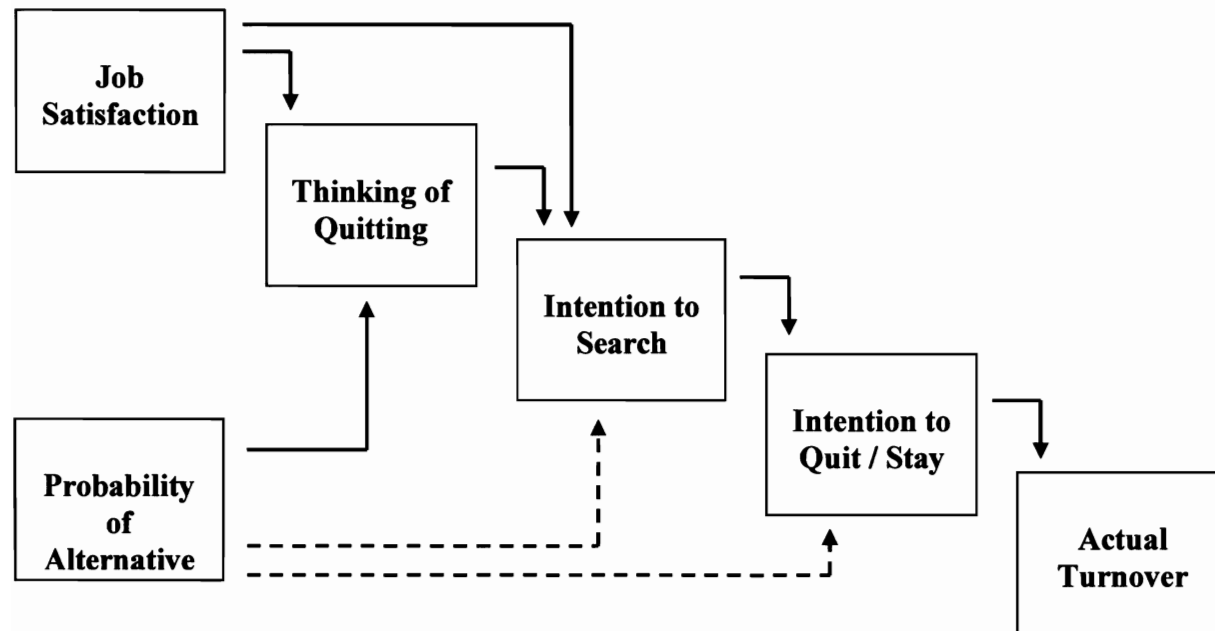 Job
Satisfaction
Thinking of
Quitting
Intention to
Search
Intention to
Quit / Stay
Probability
of
Alternative
Actual
Turnover